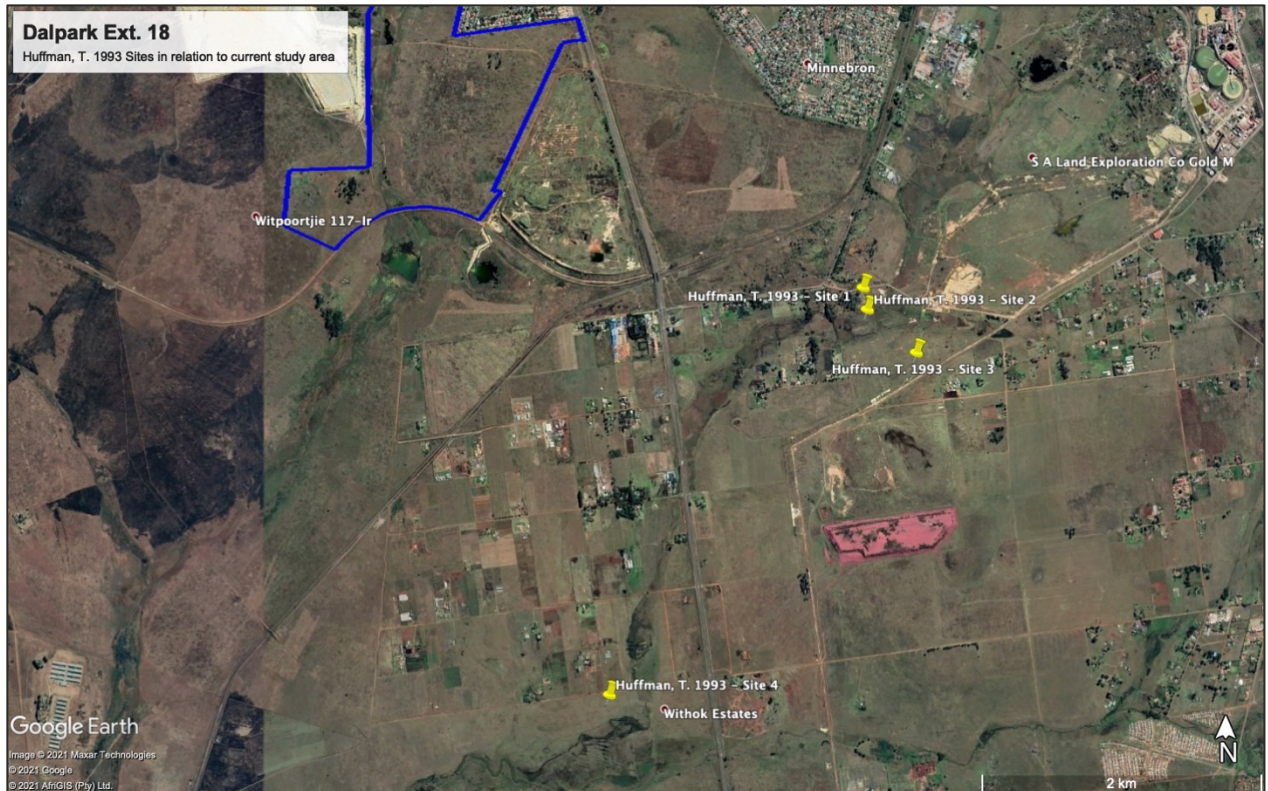 Dalpark Ext. 18
Huffman, T. 1993 Sites in relation to current study area
Minnebron
S A Land Exploration Co Gold M
Witpoortjie 117-Ir
Huffman, T. 1993 - Site 1
Huffman, T. 1993 - Site 2
Huffman, T. 1993 - Site 3
Huffman, T. 1993 - Site 4
Withok Estates
Google Earth
Image © 2021 Maxar Technologies
© 2021 Google
© 2021 AfriGIS (Pty) Ltd.
N
2 km